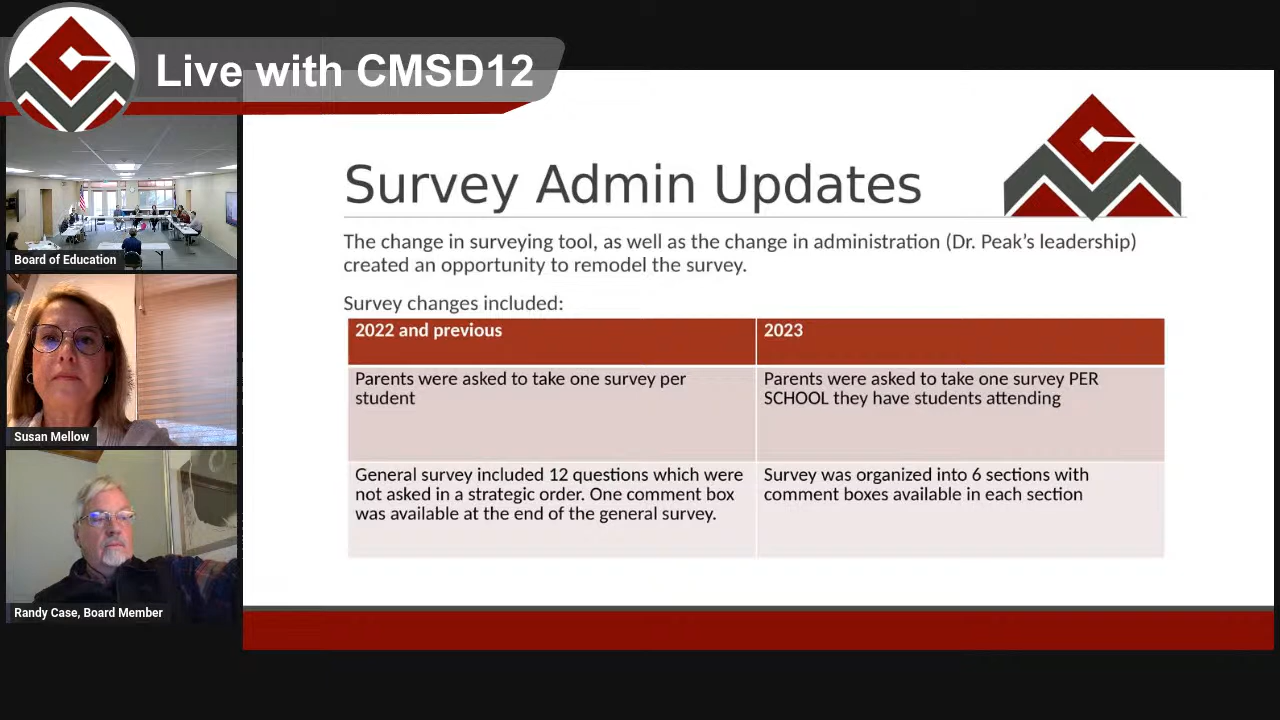 Live with CMSD12
Board of Education
Susan Mellow
Randy Case, Board Member
Survey Admin Updates
The change in surveying tool, as well as the change in administration (Dr. Peak's leadership)
created an opportunity to remodel the survey.
Survey changes included:
2022 and previous
2023
Parents were asked to take one survey per
student
Parents were asked to take one survey PER
SCHOOL they have students attending
General survey included 12 questions which were
not asked in a strategic order. One comment box
was available at the end of the general survey.
Survey was organized into 6 sections with
comment boxes available in each section